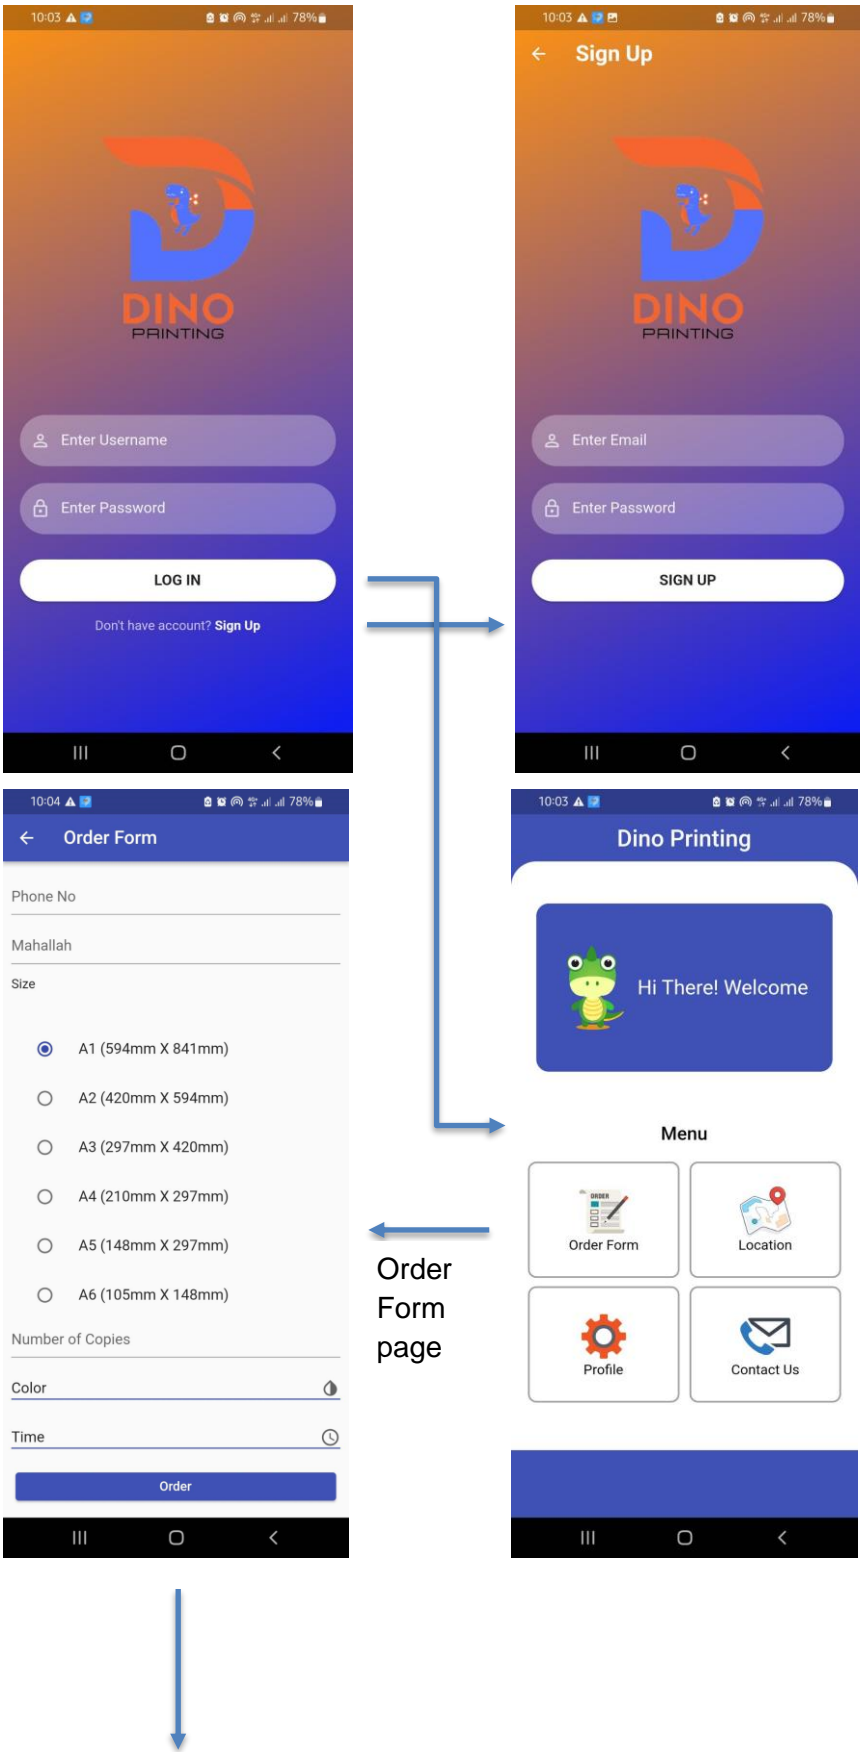 10:03
78%
DINO
PRINTING
Enter Username
Enter Password
LOG IN
Don't have account? Sign Up
10:03
78%
Sign Up
DINO
PRINTING
Enter Email
Enter Password
SIGN UP
10:04
78%
Order Form
Phone No
Mahallah
Size
A1 (594mm X 841mm)
A2 (420mm X 594mm)
A3 (297mm X 420mm)
A4 (210mm X 297mm)
A5 (148mm X 297mm)
A6 (105mm X 148mm)
Number of Copies
Color
Time
Order
Order
Form
page
10:03
78%
Dino Printing
Hi There! Welcome
Menu
ORDER
Order Form
Location
Profile
Contact Us